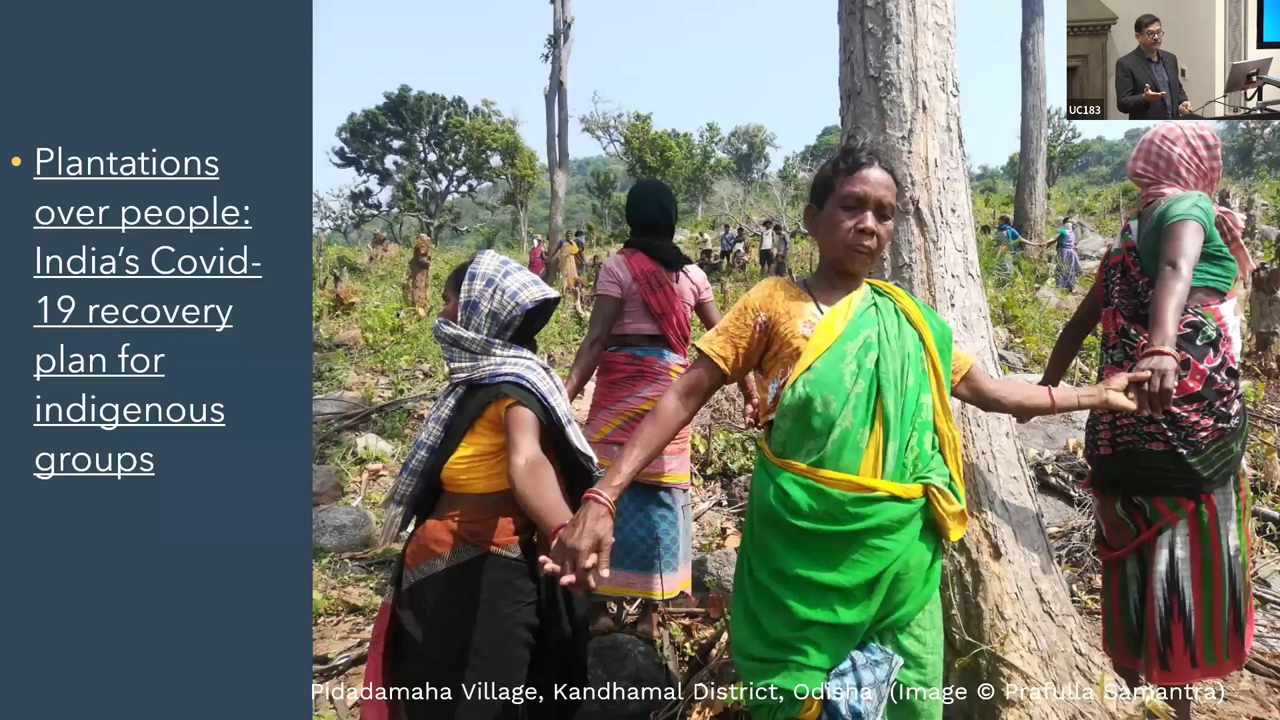 • Plantations
over people:
India’s Covid-
19 recovery
plan for
indigenous
groups
UC183
Pidadamaha Village, Kandhamal District, Odisha (Image © Prafulla Samantra)